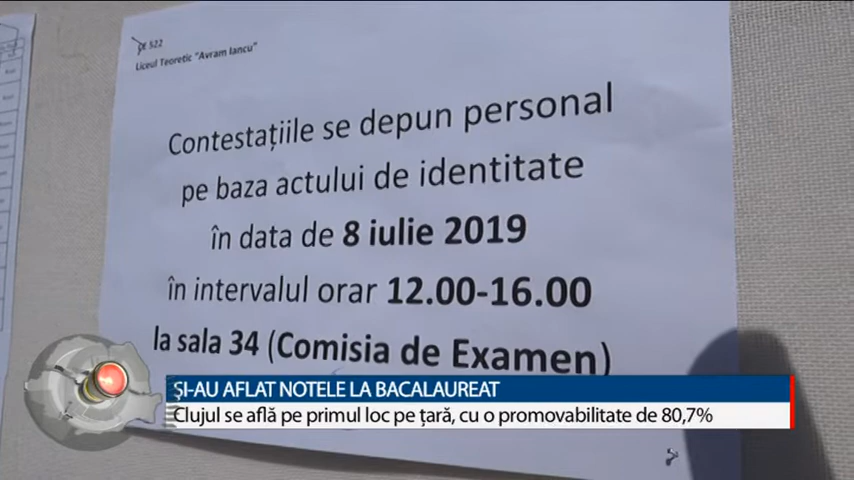 CE 522
Liceul Teoretic "Avram Iancu"
Contestațiile se depun personal
pe baza actului de identitate
în data de 8 iulie 2019
în intervalul orar 12.00-16.00
la sala 34 (Comisia de Examen)
ȘI-AU AFLAT NOTELE LA BACALAUREAT
Clujul se află pe primul loc pe țară, cu o promovabilitate de 80,7%